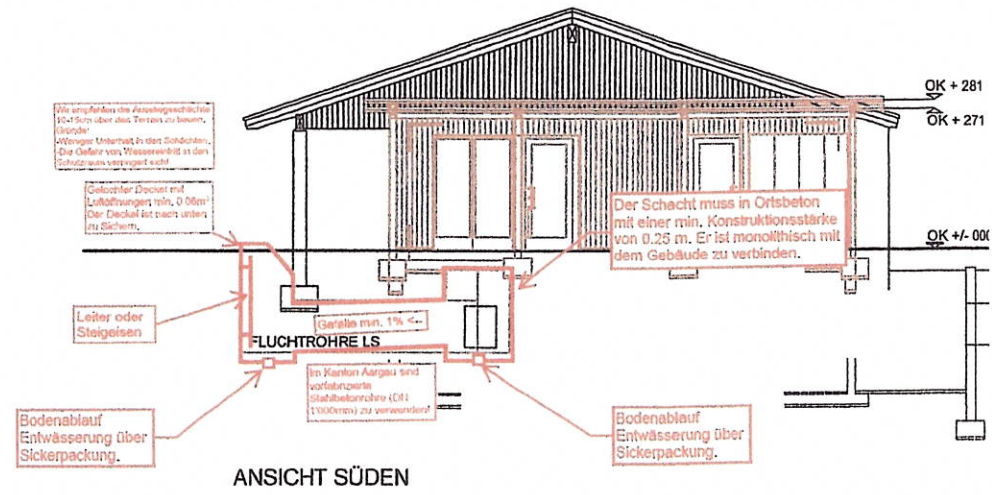 OK + 281
OK + 271
Wir empfehlen die Ausstiegsschächte
10-15cm über das Terrain zu bauen.
Gründe:
-Weniger Unterhalt in den Schächten.
-Die Gefahr von Wassereintritt in den
Schutzraum verringert sich!
Gelochter Deckel mit
Luftöffnungen min. 0.06m²
Der Deckel ist nach unten
zu Sichern.
Der Schacht muss in Ortsbeton
mit einer min. Konstruktionsstärke
von 0.25 m. Er ist monolithisch mit
dem Gebäude zu verbinden.
OK +/- 000
Leiter oder
Steigeisen
Gefälle min. 1% <--
FLUCHTROHRE LS
Im Kanton Aargau sind
vorfabrizierte
Stahlbetonrohre (DN
1'000mm) zu verwenden!
Bodenablauf
Entwässerung über
Sickerpackung.
Bodenablauf
Entwässerung über
Sickerpackung.
ANSICHT SÜDEN